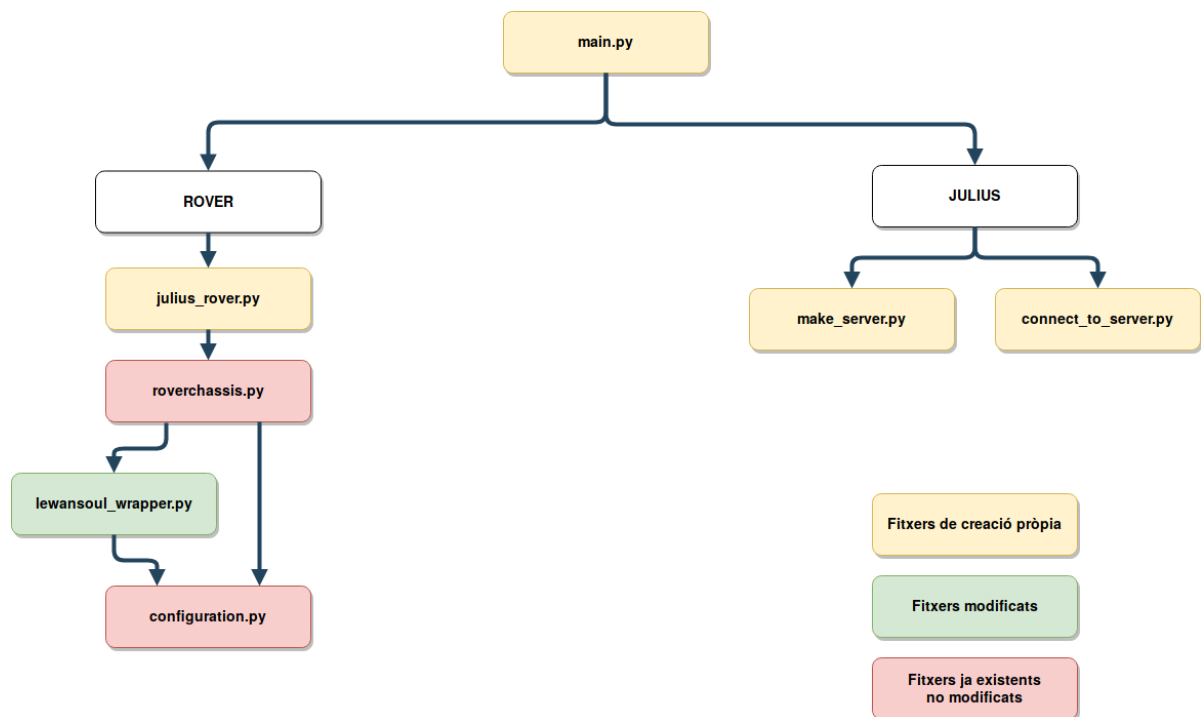 main.py
ROVER
JULIUS
julius_rover.py
make_server.py
connect_to_server.py
roverchassis.py
lewansoul_wrapper.py
configuration.py
Fitxers de creació pròpia
Fitxers modificats
Fitxers ja existents
no modificats